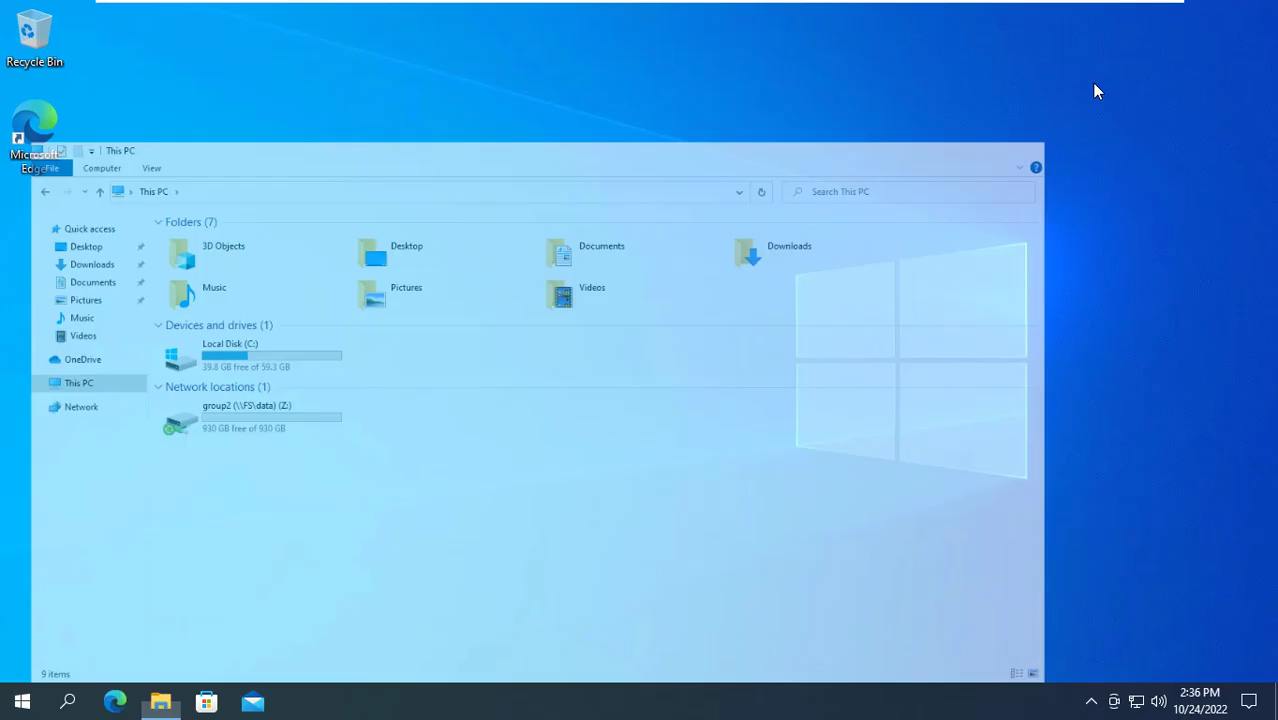 Recycle Bin
Microsoft
Edge
This PC
File
Computer
View
This PC
Search This PC
Quick access
Desktop
Downloads
Documents
Pictures
Music
Videos
OneDrive
This PC
Network
Folders (7)
3D Objects
Desktop
Documents
Downloads
Music
Pictures
Videos
Devices and drives (1)
Local Disk (C:)
39.8 GB free of 59.3 GB
Network locations (1)
group2 (\\FS\data) (Z:)
930 GB free of 930 GB
9 items
2:36 PM
10/24/2022